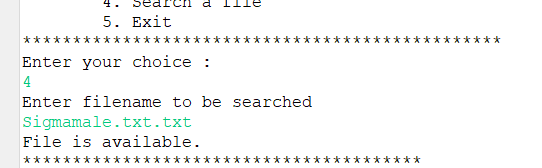 4. Search a file
5. Exit
**************************************************
Enter your choice :
4
Enter filename to be searched
Sigmamale.txt.txt
File is available.
******************************************